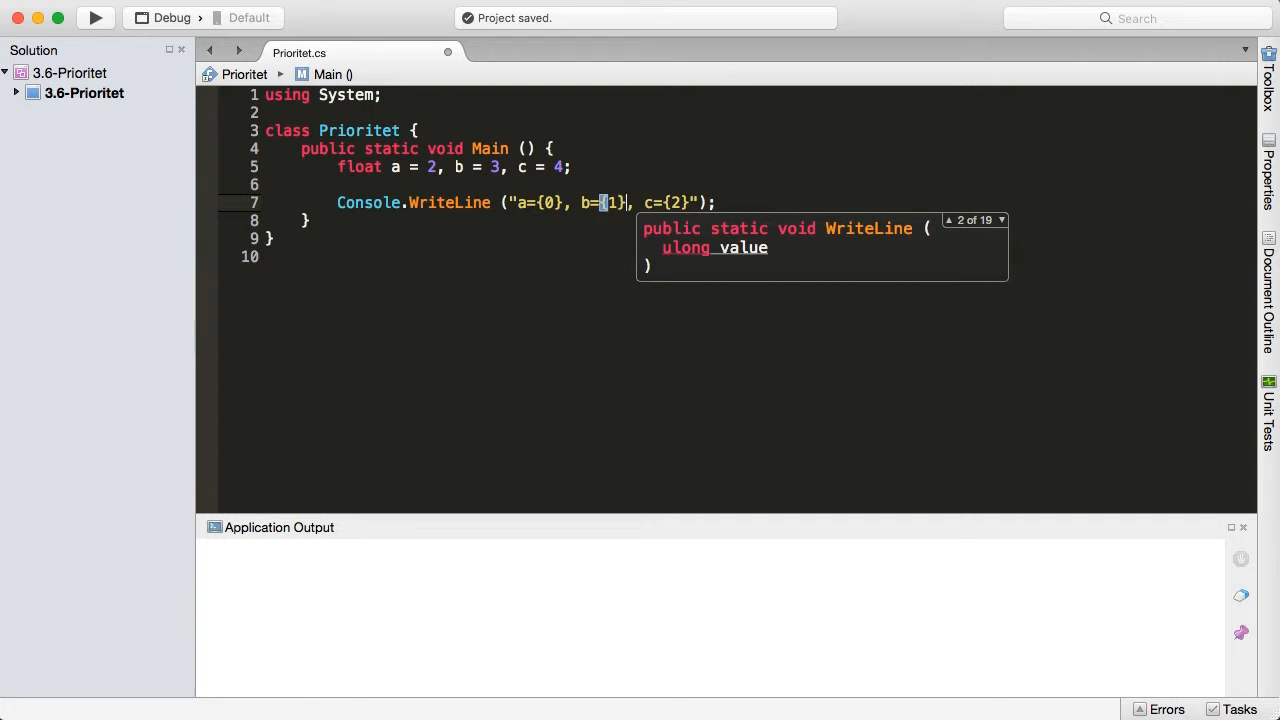 Debug > Default
Project saved.
Search
Solution
Prioritet.cs
3.6-Prioritet
Prioritet
Main ()
3.6-Prioritet
1 using System;
2
3 class Prioritet {
4 public static void Main () {
5 float a = 2, b = 3, c = 4;
6
7 Console.WriteLine ("a={0}, b={1}, c={2}");
8 }
9 }
10
▲ 2 of 19 ▼
public static void WriteLine (
ulong value
)
Toolbox
Properties
Document Outline
Unit Tests
Application Output
Errors
Tasks